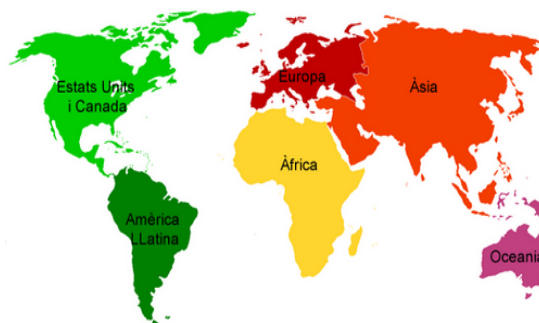 Estats Units
i Canada
Europa
Àsia
Àfrica
Amèrica
LLatina
Oceania